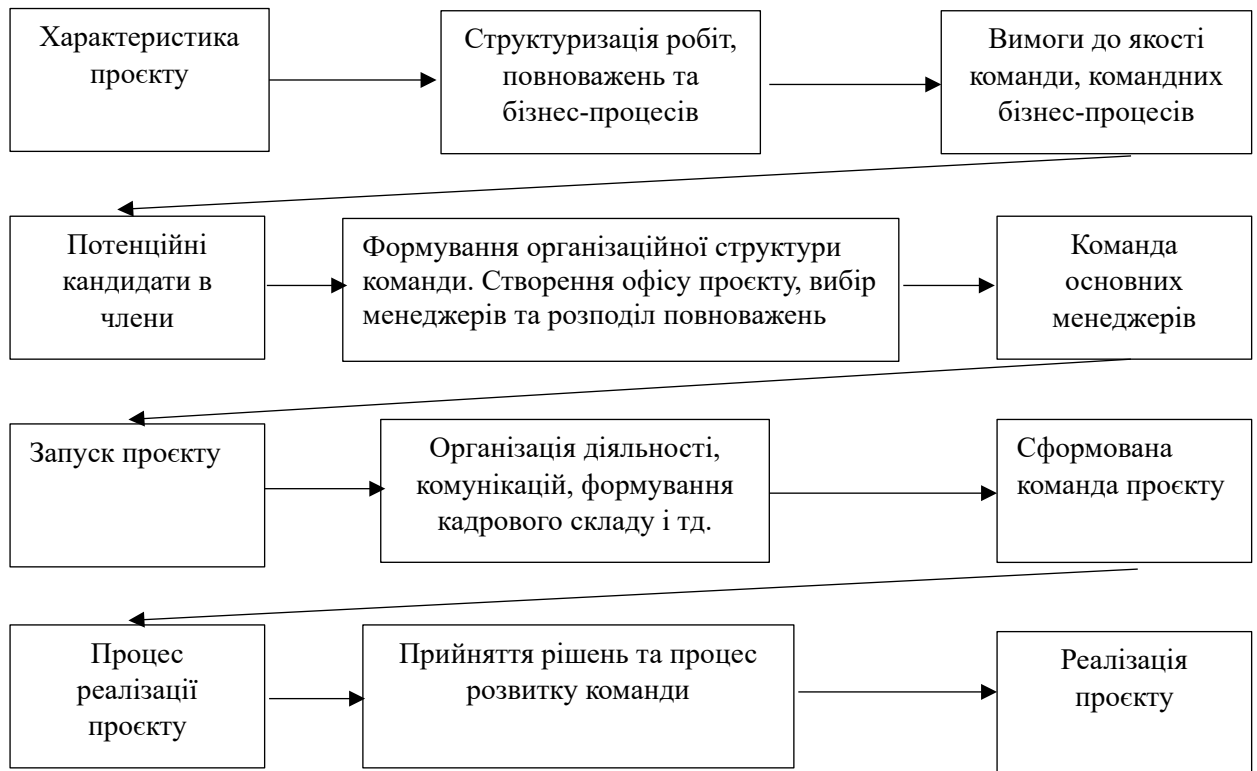 Характеристика
проєкту
Структуризація робіт,
повноважень та
бізнес-процесів
Вимоги до якості
команди, командних
бізнес-процесів
Потенційні
кандидати в
члени
Формування організаційної структури
команди. Створення офісу проєкту, вибір
менеджерів та розподіл повноважень
Команда
основних
менеджерів
Запуск проєкту
Організація діяльності,
комунікацій, формування
кадрового складу і тд.
Сформована
команда проєкту
Процес
реалізації
проєкту
Прийняття рішень та процес
розвитку команди
Реалізація
проєкту